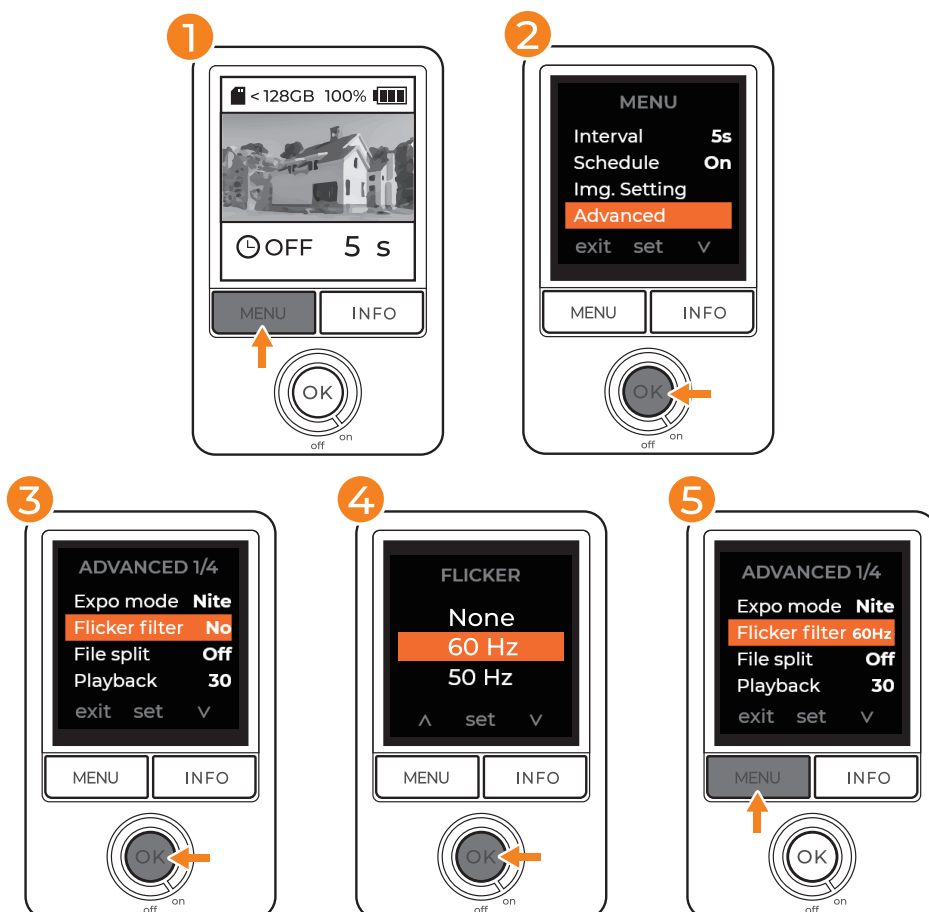 1
< 128GB 100%
OFF 5 s
MENU INFO
OK
off on
2
MENU
Interval 5s
Schedule On
Img. Setting
Advanced
exit set v
MENU INFO
OK
off on
3
ADVANCED 1/4
Expo mode Nite
Flicker filter No
File split Off
Playback 30
exit set v
MENU INFO
OK
off on
4
FLICKER
None
60 Hz
50 Hz
^ set v
MENU INFO
OK
off on
5
ADVANCED 1/4
Expo mode Nite
Flicker filter 60Hz
File split Off
Playback 30
exit set v
MENU INFO
OK
off on